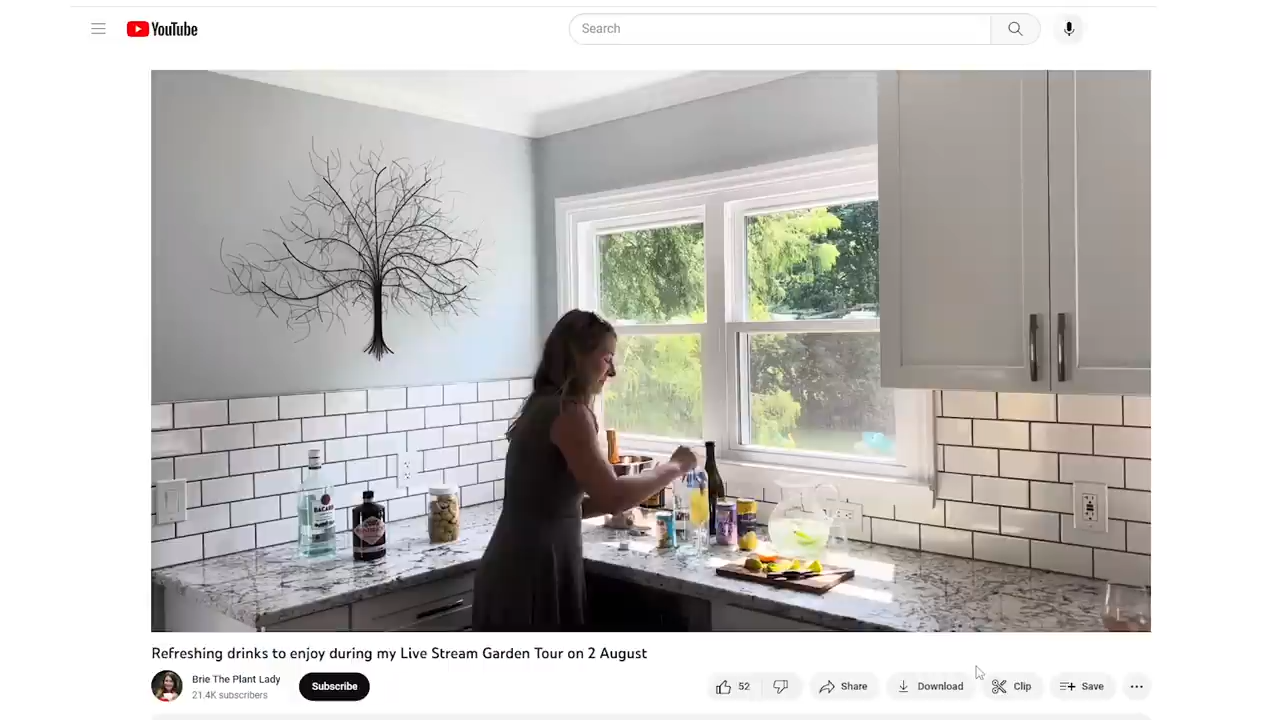 YouTube
Search
BACARDI
Refreshing drinks to enjoy during my Live Stream Garden Tour on 2 August
Brie The Plant Lady
21.4K subscribers
Subscribe
52
Share
Download
Clip
Save